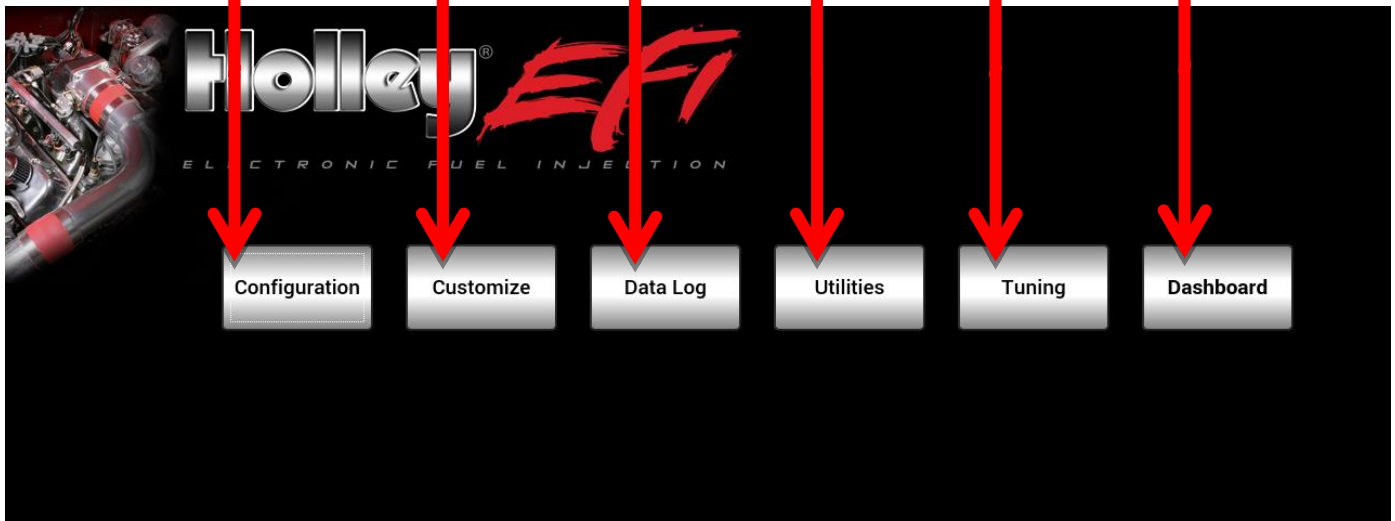 Holley® EFI
ELECTRONIC FUEL INJECTION
Configuration Customize Data Log Utilities Tuning Dashboard